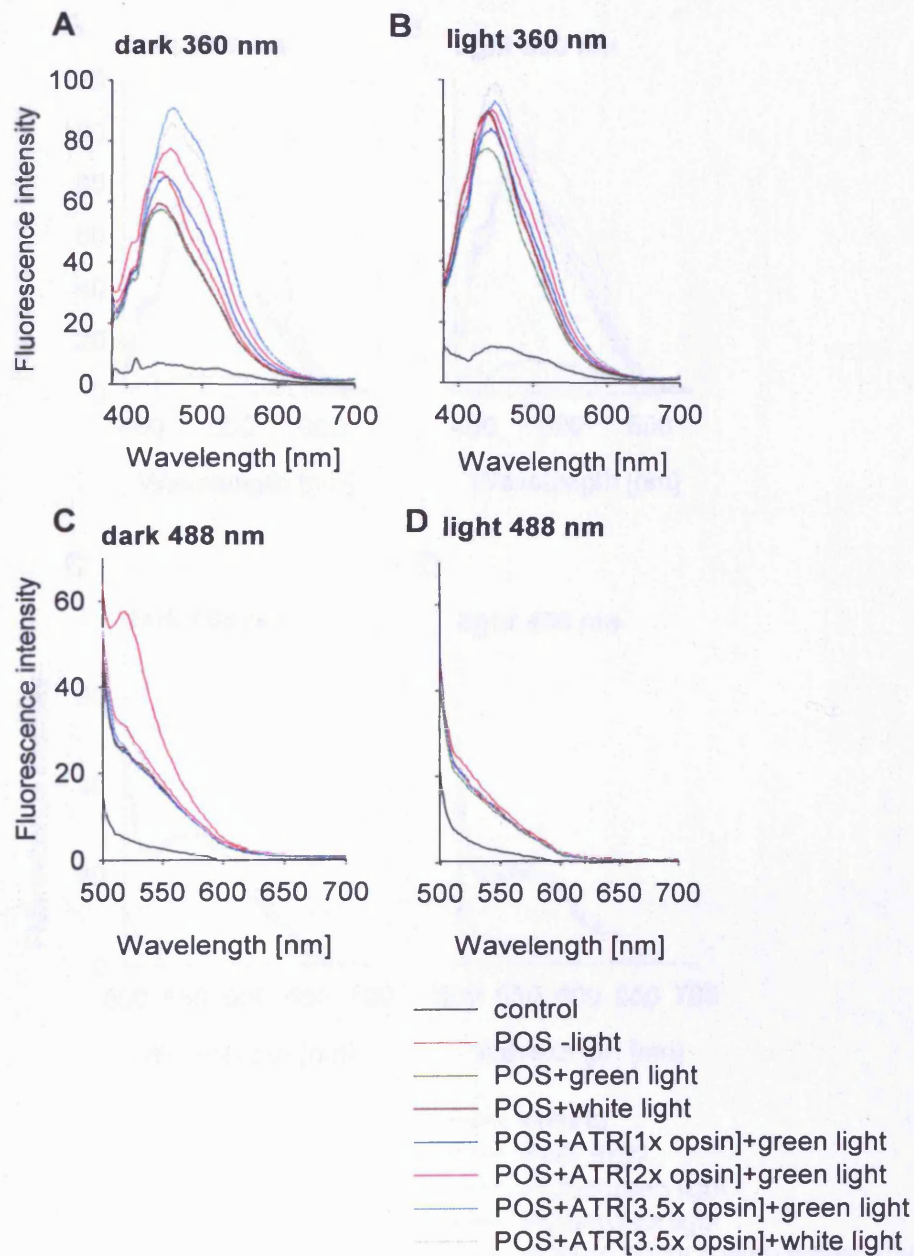 A
dark 360 nm
B
light 360 nm
Fluorescence intensity
100
80
60
40
20
0
400 500 600 700
Wavelength [nm]
400 500 600 700
Wavelength [nm]
C
dark 488 nm
D
light 488 nm
Fluorescence intensity
60
40
20
0
500 550 600 650 700
Wavelength [nm]
500 550 600 650 700
Wavelength [nm]
control
POS -light
POS+green light
POS+white light
POS+ATR[1x opsin]+green light
POS+ATR[2x opsin]+green light
POS+ATR[3.5x opsin]+green light
POS+ATR[3.5x opsin]+white light